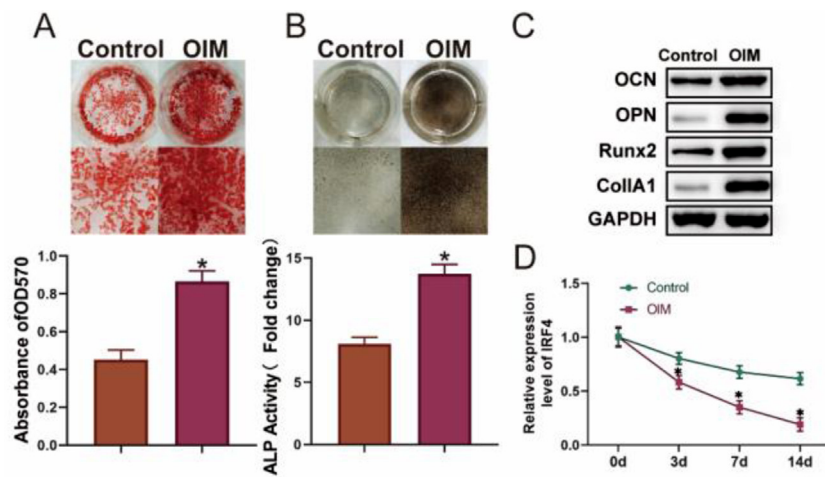 A
Control OIM
Absorbance ofOD570
1.0
0.8
0.6
0.4
0.2
0.0
*
B
Control OIM
ALP Activity( Fold change)
15
10
5
0
*
C
Control OIM
OCN
OPN
Runx2
CollA1
GAPDH
D
Relative expression
level of IRF4
1.5
1.0
0.5
0.0
Control
OIM
*
*
*
0d 3d 7d 14d